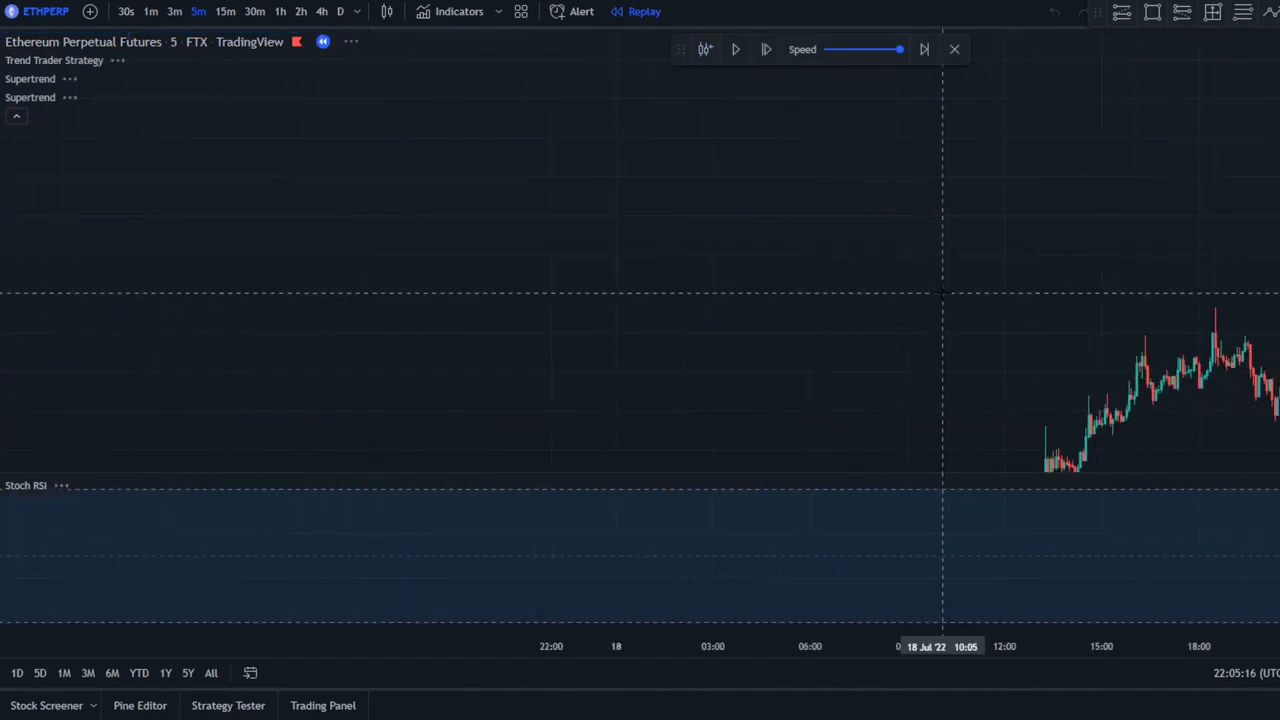 ETHPERP 30s 1m 3m 5m 15m 30m 1h 2h 4h D Indicators Alert Replay
Ethereum Perpetual Futures · 5 · FTX · TradingView
Speed
Trend Trader Strategy
Supertrend
Supertrend
Stoch RSI
22:00 18 03:00 06:00 18 Jul '22 10:05 12:00 15:00 18:00
1D 5D 1M 3M 6M YTD 1Y 5Y All 22:05:16 (UTC
Stock Screener Pine Editor Strategy Tester Trading Panel